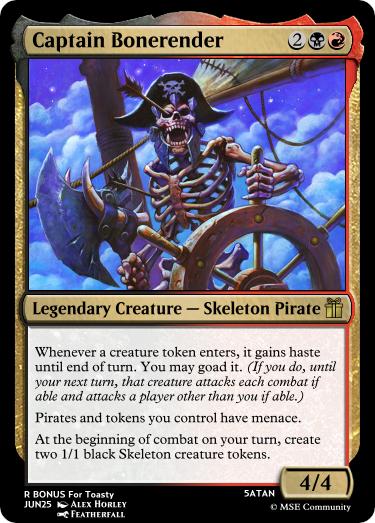 Captain Bonerender 2
Legendary Creature — Skeleton Pirate
Whenever a creature token enters, it gains haste
until end of turn. You may goad it. (If you do, until
your next turn, that creature attacks each combat if
able and attacks a player other than you if able.)
Pirates and tokens you control have menace.
At the beginning of combat on your turn, create
two 1/1 black Skeleton creature tokens.
4/4
R BONUS For Toasty 5ATAN
JUN25 Alex Horley © MSE Community
Featherfall